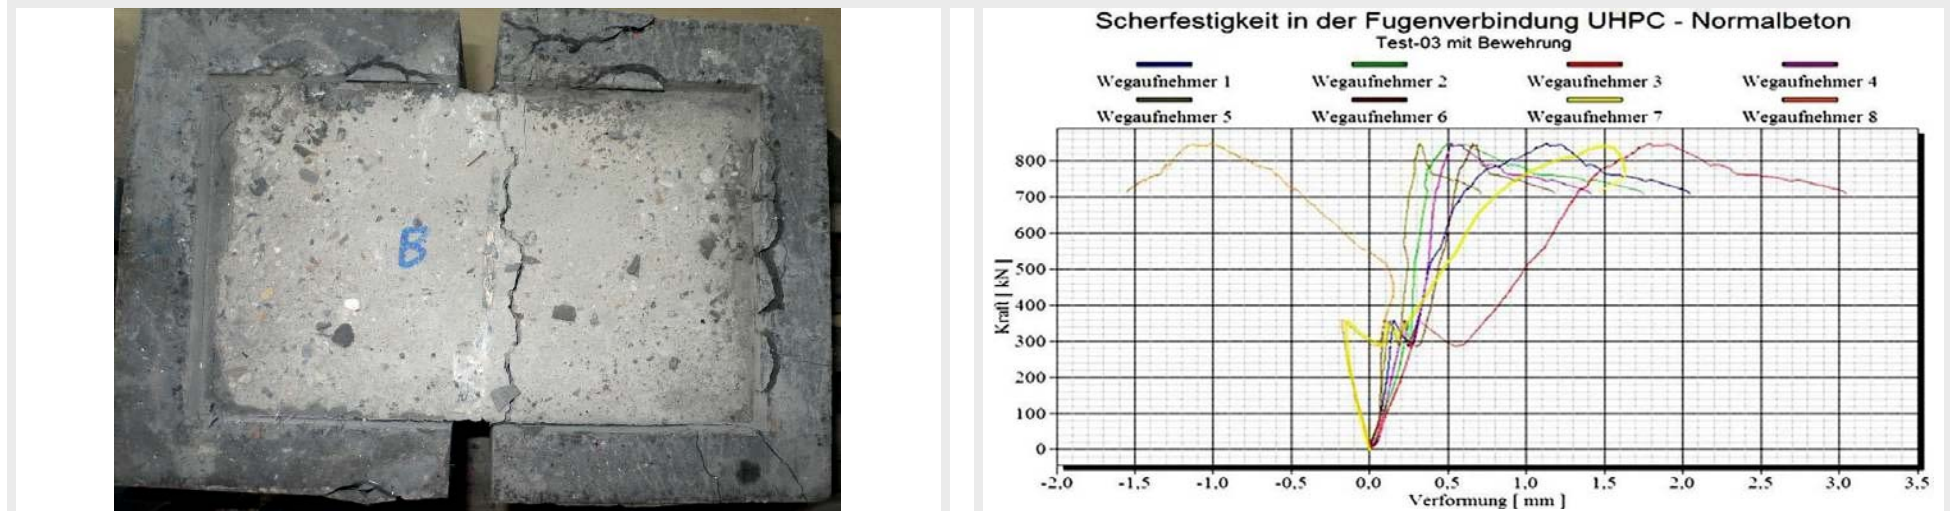 B
Scherfestigkeit in der Fugenverbindung UHPC - Normalbeton
Test-03 mit Bewehrung
Wegaufnehmer 1 Wegaufnehmer 2 Wegaufnehmer 3 Wegaufnehmer 4
Wegaufnehmer 5 Wegaufnehmer 6 Wegaufnehmer 7 Wegaufnehmer 8
Kraft [ kN ]
800
700
600
500
400
300
200
100
0
-2,0 -1,5 -1,0 -0,5 0,0 0,5 1,0 1,5 2,0 2,5 3,0 3,5
Verformung [ mm ]